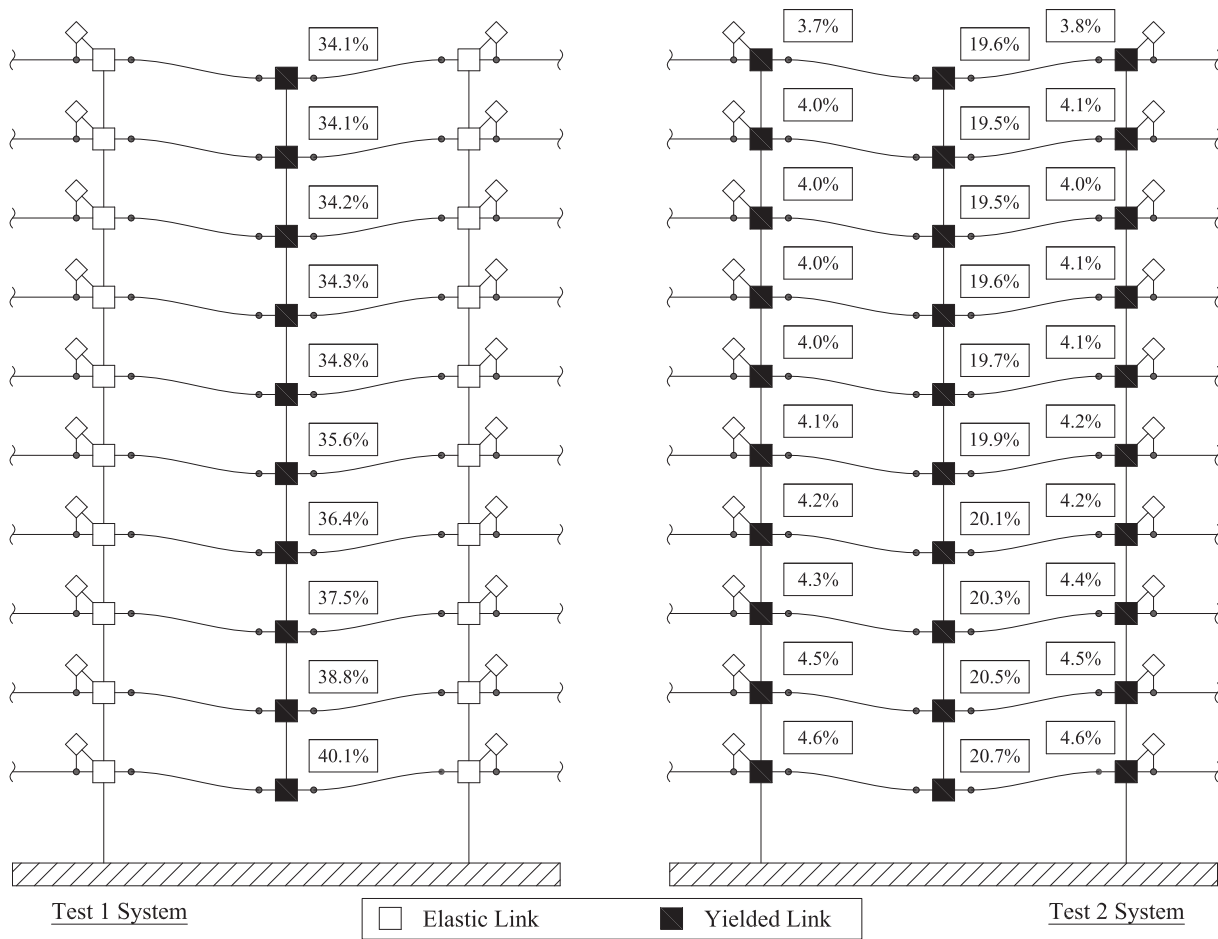 34.1% 3.7% 19.6% 3.8%
34.1% 4.0% 19.5% 4.1%
34.2% 4.0% 19.5% 4.0%
34.3% 4.0% 19.6% 4.1%
34.8% 4.0% 19.7% 4.1%
35.6% 4.1% 19.9% 4.2%
36.4% 4.2% 20.1% 4.2%
37.5% 4.3% 20.3% 4.4%
38.8% 4.5% 20.5% 4.5%
40.1% 4.6% 20.7% 4.6%
Test 1 System
Elastic Link Yielded Link
Test 2 System